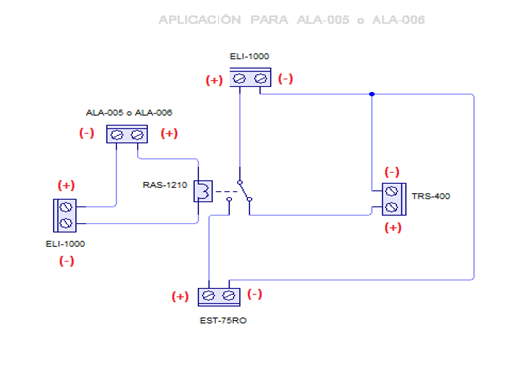 APLICACIÓN PARA ALA-005 o ALA-006
ELI-1000
(+)
(-)
ALA-005 o ALA-006
(-)
(+)
RAS-1210
(+)
ELI-1000
(-)
(-)
TRS-400
(+)
(+)
(-)
EST-75RO